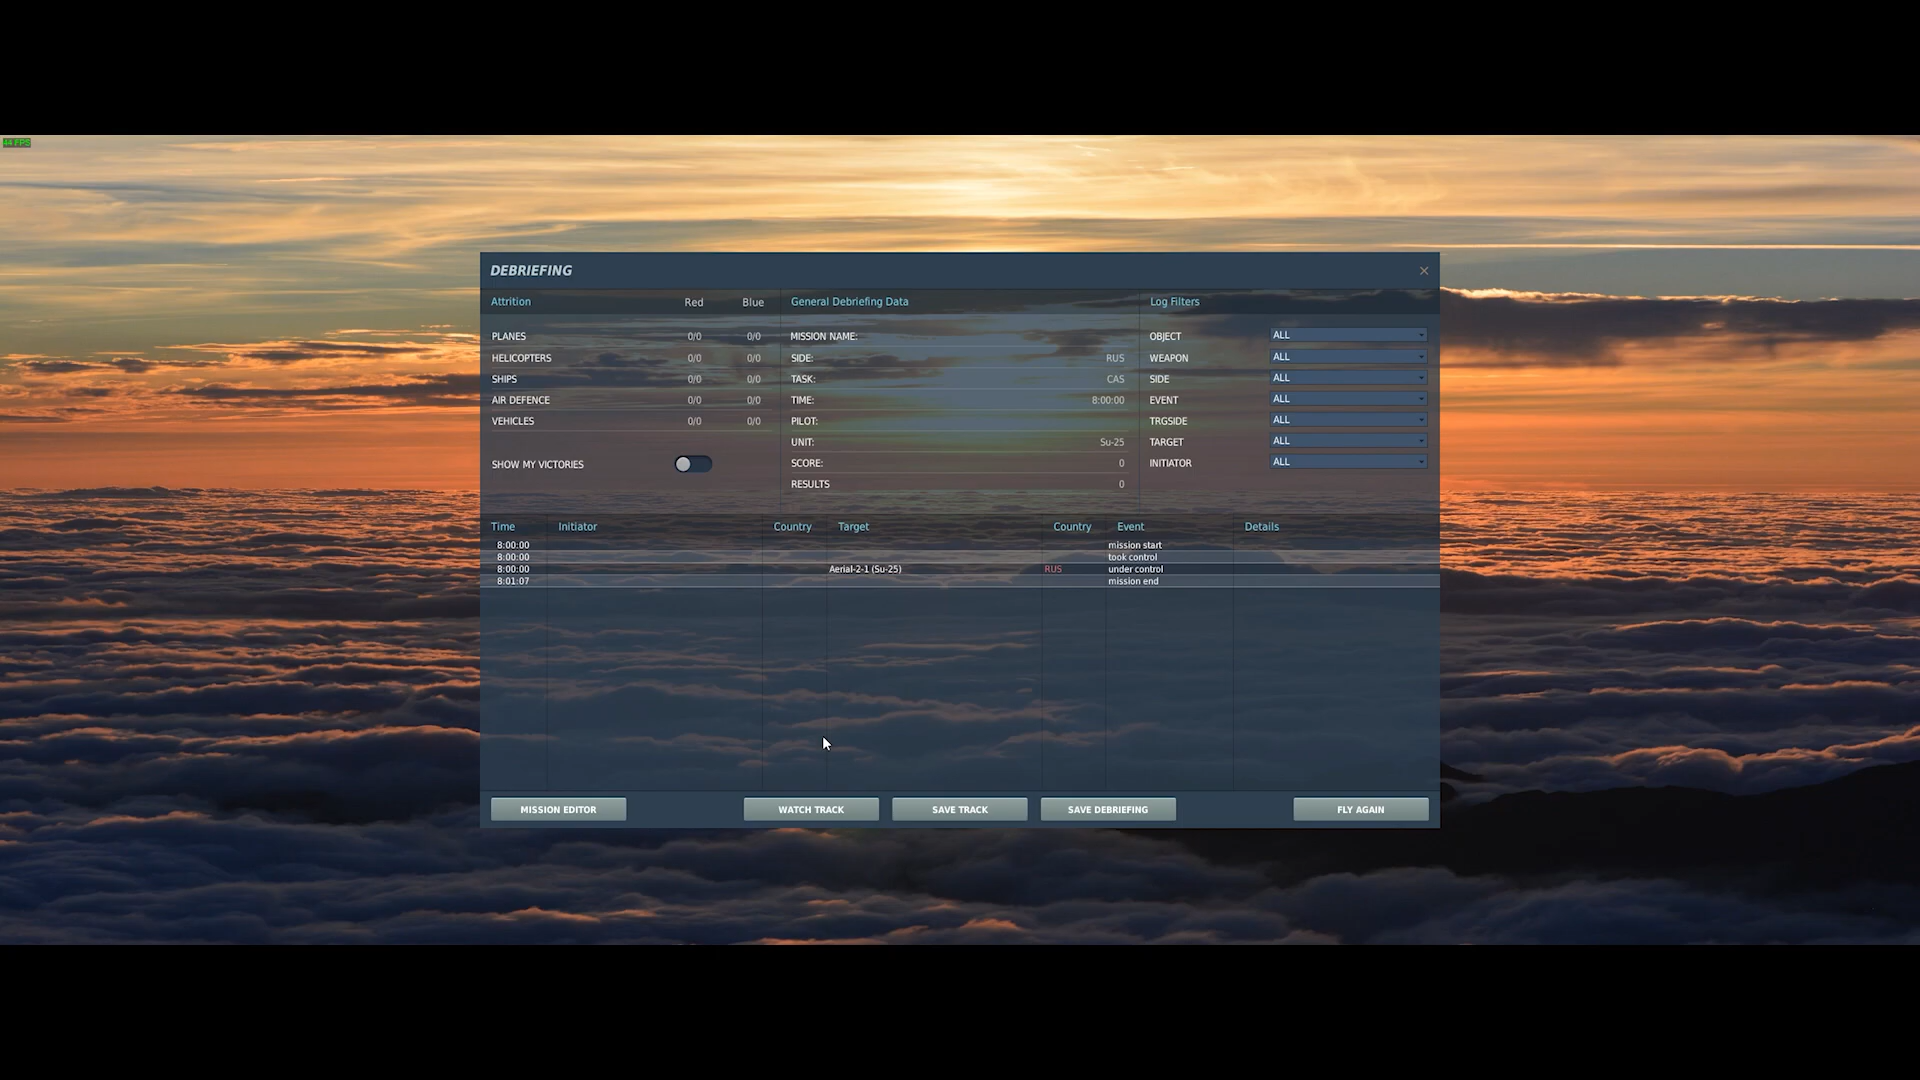 44 FPS
DEBRIEFING
Attrition Red Blue General Debriefing Data Log Filters
PLANES 0/0 0/0 MISSION NAME: OBJECT ALL
HELICOPTERS 0/0 0/0 SIDE: RUS WEAPON ALL
SHIPS 0/0 0/0 TASK: CAS SIDE ALL
AIR DEFENCE 0/0 0/0 TIME: 8:00:00 EVENT ALL
VEHICLES 0/0 0/0 PILOT: TRGSIDE ALL
UNIT: Su-25 TARGET ALL
SHOW MY VICTORIES SCORE: 0 INITIATOR ALL
RESULTS 0
Time Initiator Country Target Country Event Details
8:00:00 mission start
8:00:00 took control
8:00:00 Aerial-2-1 (Su-25) RUS under control
8:01:07 mission end
MISSION EDITOR WATCH TRACK SAVE TRACK SAVE DEBRIEFING FLY AGAIN